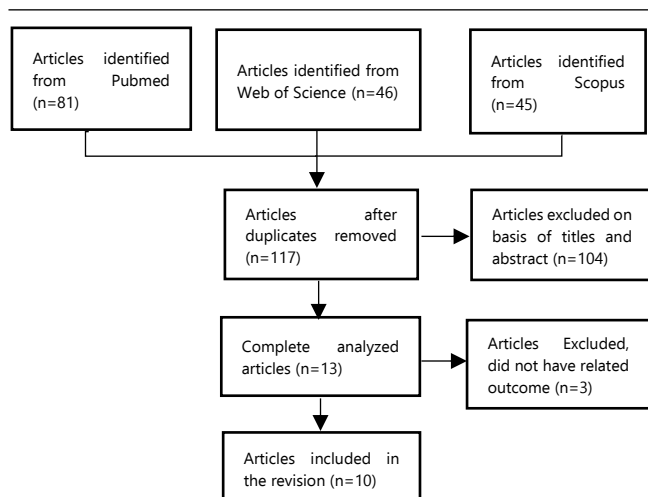 Articles identified
from Pubmed
(n=81)
Articles identified from
Web of Science (n=46)
Articles identified
from Scopus
(n=45)
Articles after
duplicates removed
(n=117)
Articles excluded on
basis of titles and
abstract (n=104)
Complete analyzed
articles (n=13)
Articles Excluded,
did not have related
outcome (n=3)
Articles included in
the revision (n=10)